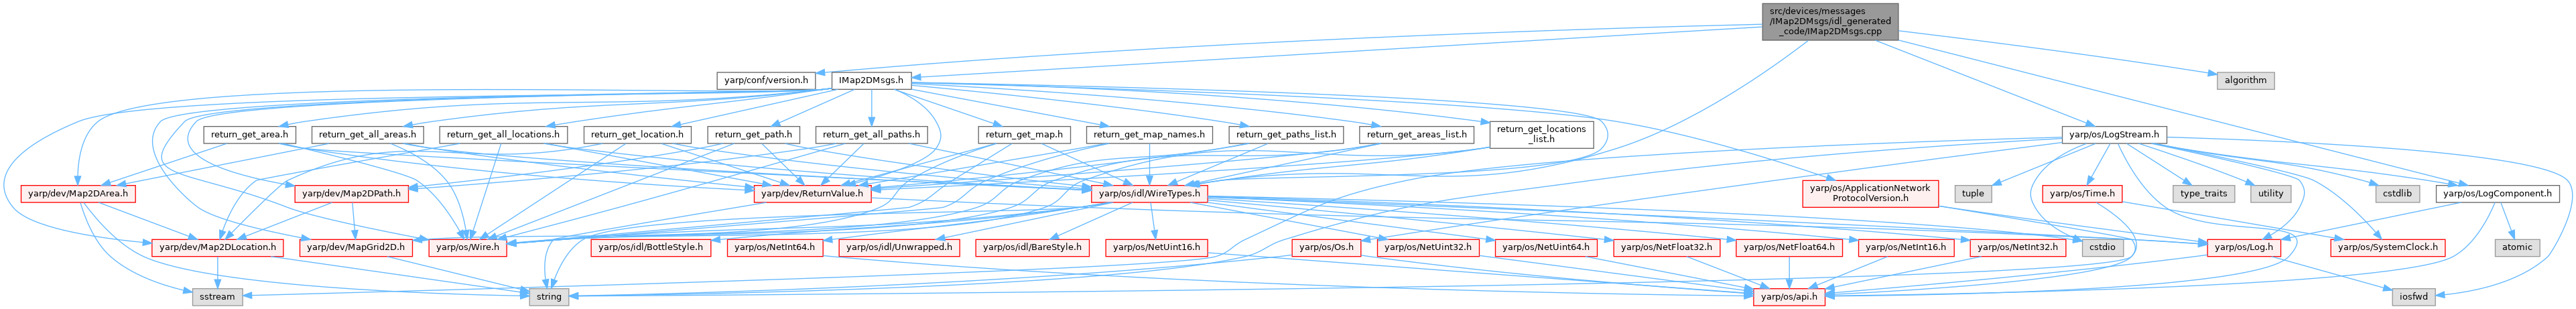 src/devices/messages
/IMap2DMsgs/idl_generated
_code/IMap2DMsgs.cpp
yarp/conf/version.h
IMap2DMsgs.h
algorithm
return_get_area.h
return_get_all_areas.h
return_get_all_locations.h
return_get_location.h
return_get_path.h
return_get_all_paths.h
return_get_map.h
return_get_map_names.h
return_get_paths_list.h
return_get_areas_list.h
return_get_locations
_list.h
yarp/os/LogStream.h
yarp/dev/Map2DArea.h
yarp/dev/Map2DPath.h
yarp/dev/ReturnValue.h
yarp/os/idl/WireTypes.h
yarp/os/ApplicationNetwork
ProtocolVersion.h
tuple
yarp/os/Time.h
type_traits
utility
cstdlib
yarp/os/LogComponent.h
yarp/dev/Map2DLocation.h
yarp/dev/MapGrid2D.h
yarp/os/Wire.h
yarp/os/idl/BottleStyle.h
yarp/os/NetInt64.h
yarp/os/idl/Unwrapped.h
yarp/os/idl/BareStyle.h
yarp/os/NetUint16.h
yarp/os/Os.h
yarp/os/NetUint32.h
yarp/os/NetUint64.h
yarp/os/NetFloat32.h
yarp/os/NetFloat64.h
yarp/os/NetInt16.h
yarp/os/NetInt32.h
cstdio
yarp/os/Log.h
yarp/os/SystemClock.h
atomic
sstream
string
yarp/os/api.h
iosfwd